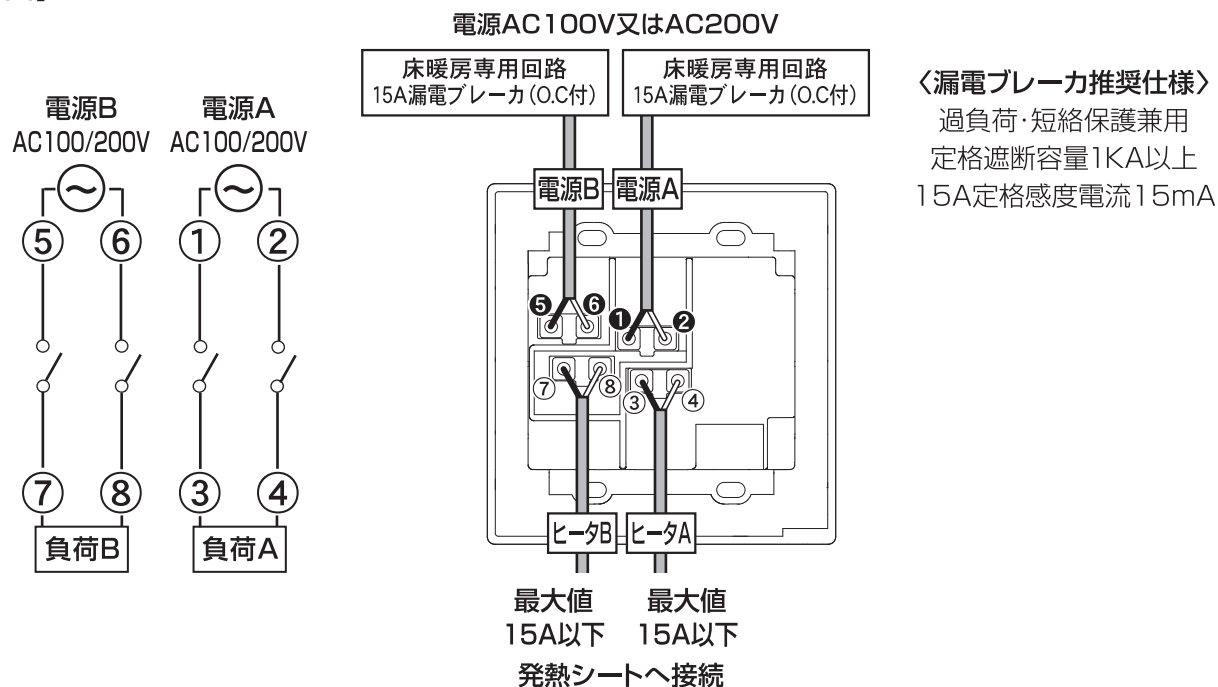 電源AC100V又はAC200V
床暖房専用回路
15A漏電ブレーカ(O.C付)
床暖房専用回路
15A漏電ブレーカ(O.C付)
〈漏電ブレーカ推奨仕様〉
過負荷・短絡保護兼用
定格遮断容量1KA以上
15A定格感度電流15mA
電源B
AC100/200V
電源A
AC100/200V
⑤ ⑥ ① ②
⑦ ⑧ ③ ④
負荷B
負荷A
電源B 電源A
❺ ❻ ❶ ❷
⑦ ⑧ ③ ④
ヒータB ヒータA
最大値
15A以下
最大値
15A以下
発熱シートへ接続